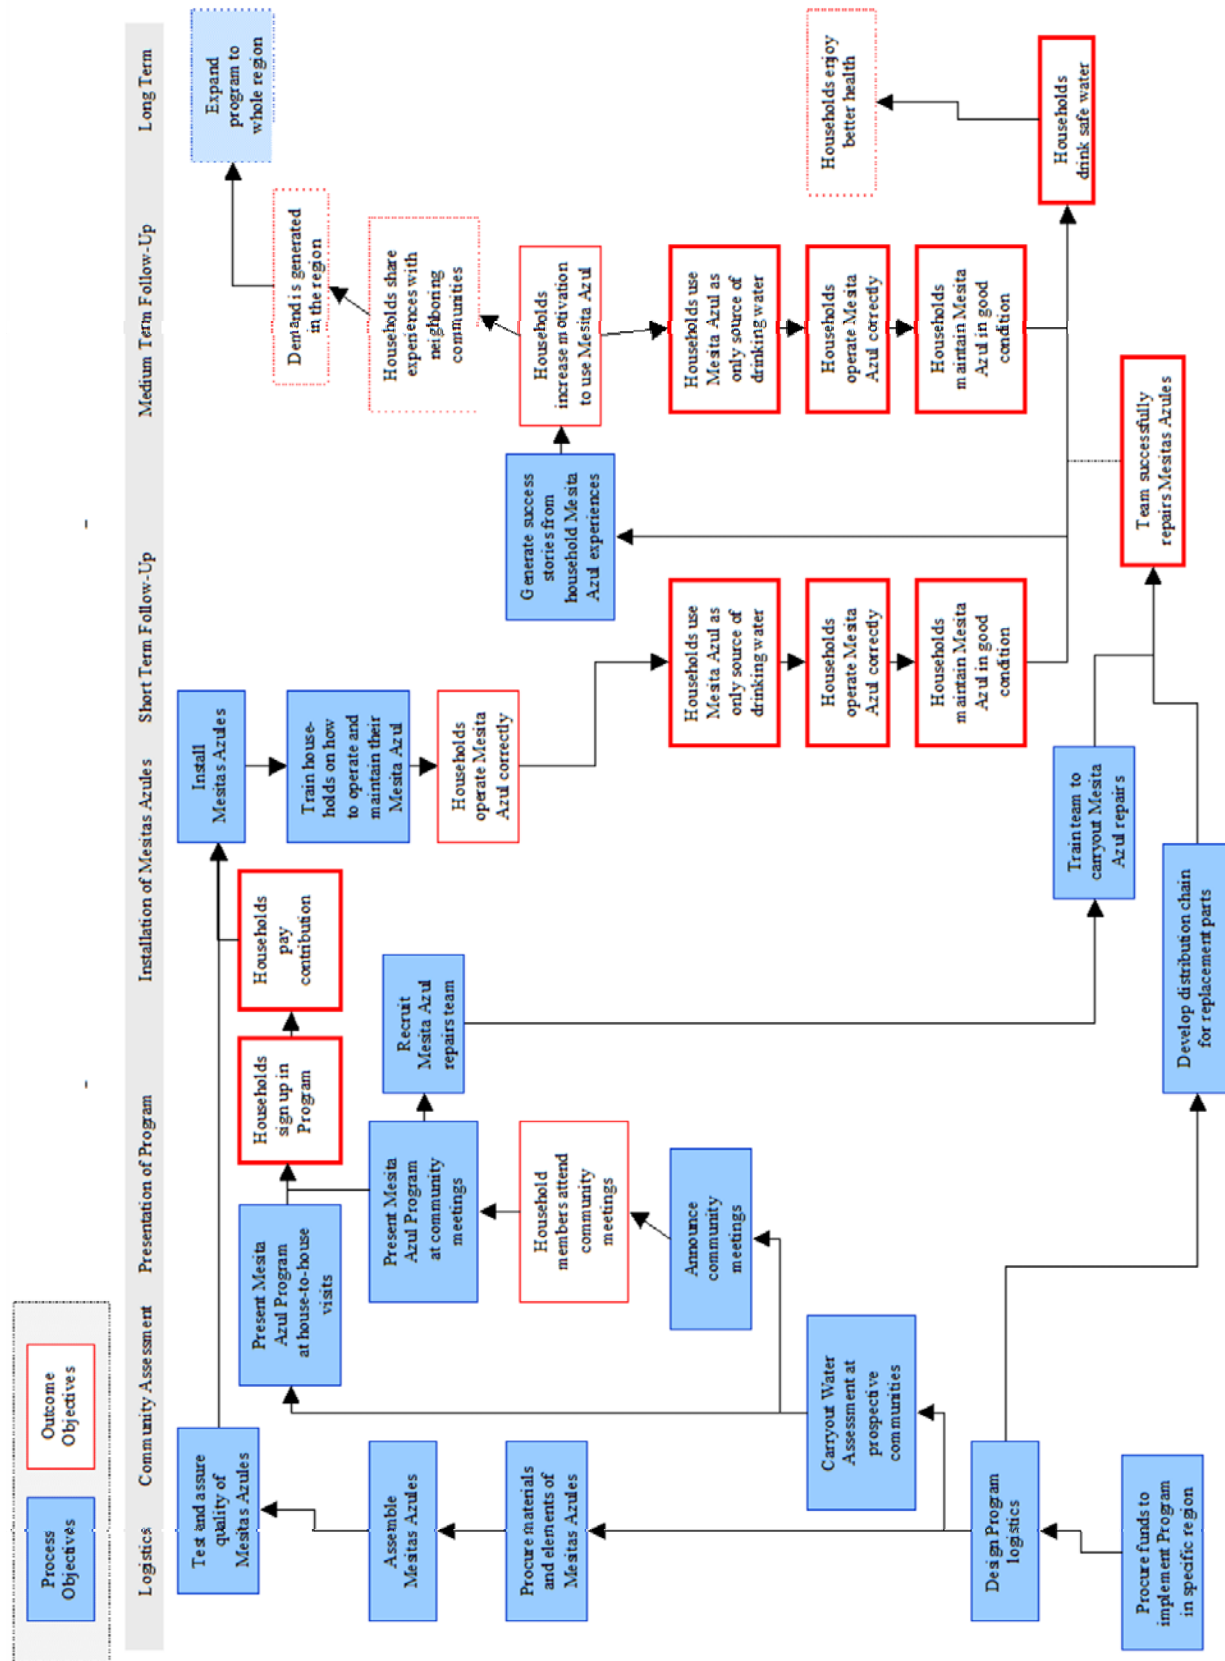 Process
Objectives
Outcome
Objectives
Logistics
Community Assessment
Presentation of Program
Installation of Mesitas Azules
Short Term Follow-Up
Medium Term Follow-Up
Long Term
Test and assure
quality of
Mesitas Azules
Assemble
Mesitas Azules
Procure materials
and elements of
Mesitas Azules
Design Program
logistics
Procure funds to
implement Program
in specific region
Carryout Water
Assessment at
prospective
communities
Present Mesita
Azul Program
at house-to-house
visits
Present Mesita
Azul Program
at community
meetings
Household
members attend
community
meetings
Announce
community
meetings
Households
sign up in
Program
Households
pay
contribution
Recruit
Mesita Azul
repairs team
Develop distribution chain
for replacement parts
Train team to
carryout Mesita
Azul repairs
Install
Mesitas Azules
Train house-
holds on how
to operate and
maintain their
Mesita Azul
Households
operate Mesita
Azul correctly
Households use
Mesita Azul as
only source of
drinking water
Households
operate Mesita
Azul correctly
Households
maintain Mesita
Azul in good
condition
Generate success
stories from
household Mesita
Azul experiences
Team successfully
repairs Mesitas Azules
Demand is generated
in the region
Households share
experiences with
neighboring
communities
Households
increase motivation
to use Mesita Azul
Households use
Mesita Azul as
only source of
drinking water
Households
operate Mesita
Azul correctly
Households
maintain Mesita
Azul in good
condition
Expand
program to
whole region
Households enjoy
better health
Households
drink safe water